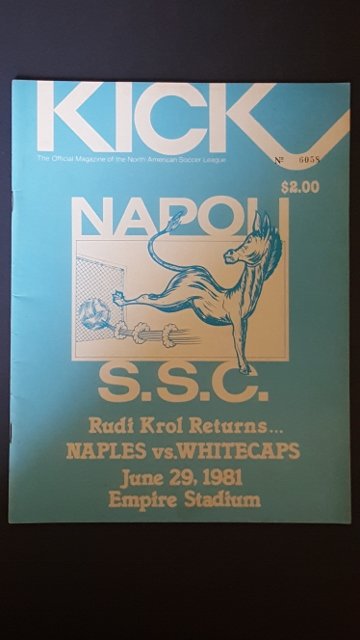 KICK
The Official Magazine of the North American Soccer League
Nº 6058
$2.00
NAPOLI
S.S.C.
Rudi Krol Returns...
NAPLES vs. WHITECAPS
June 29, 1981
Empire Stadium